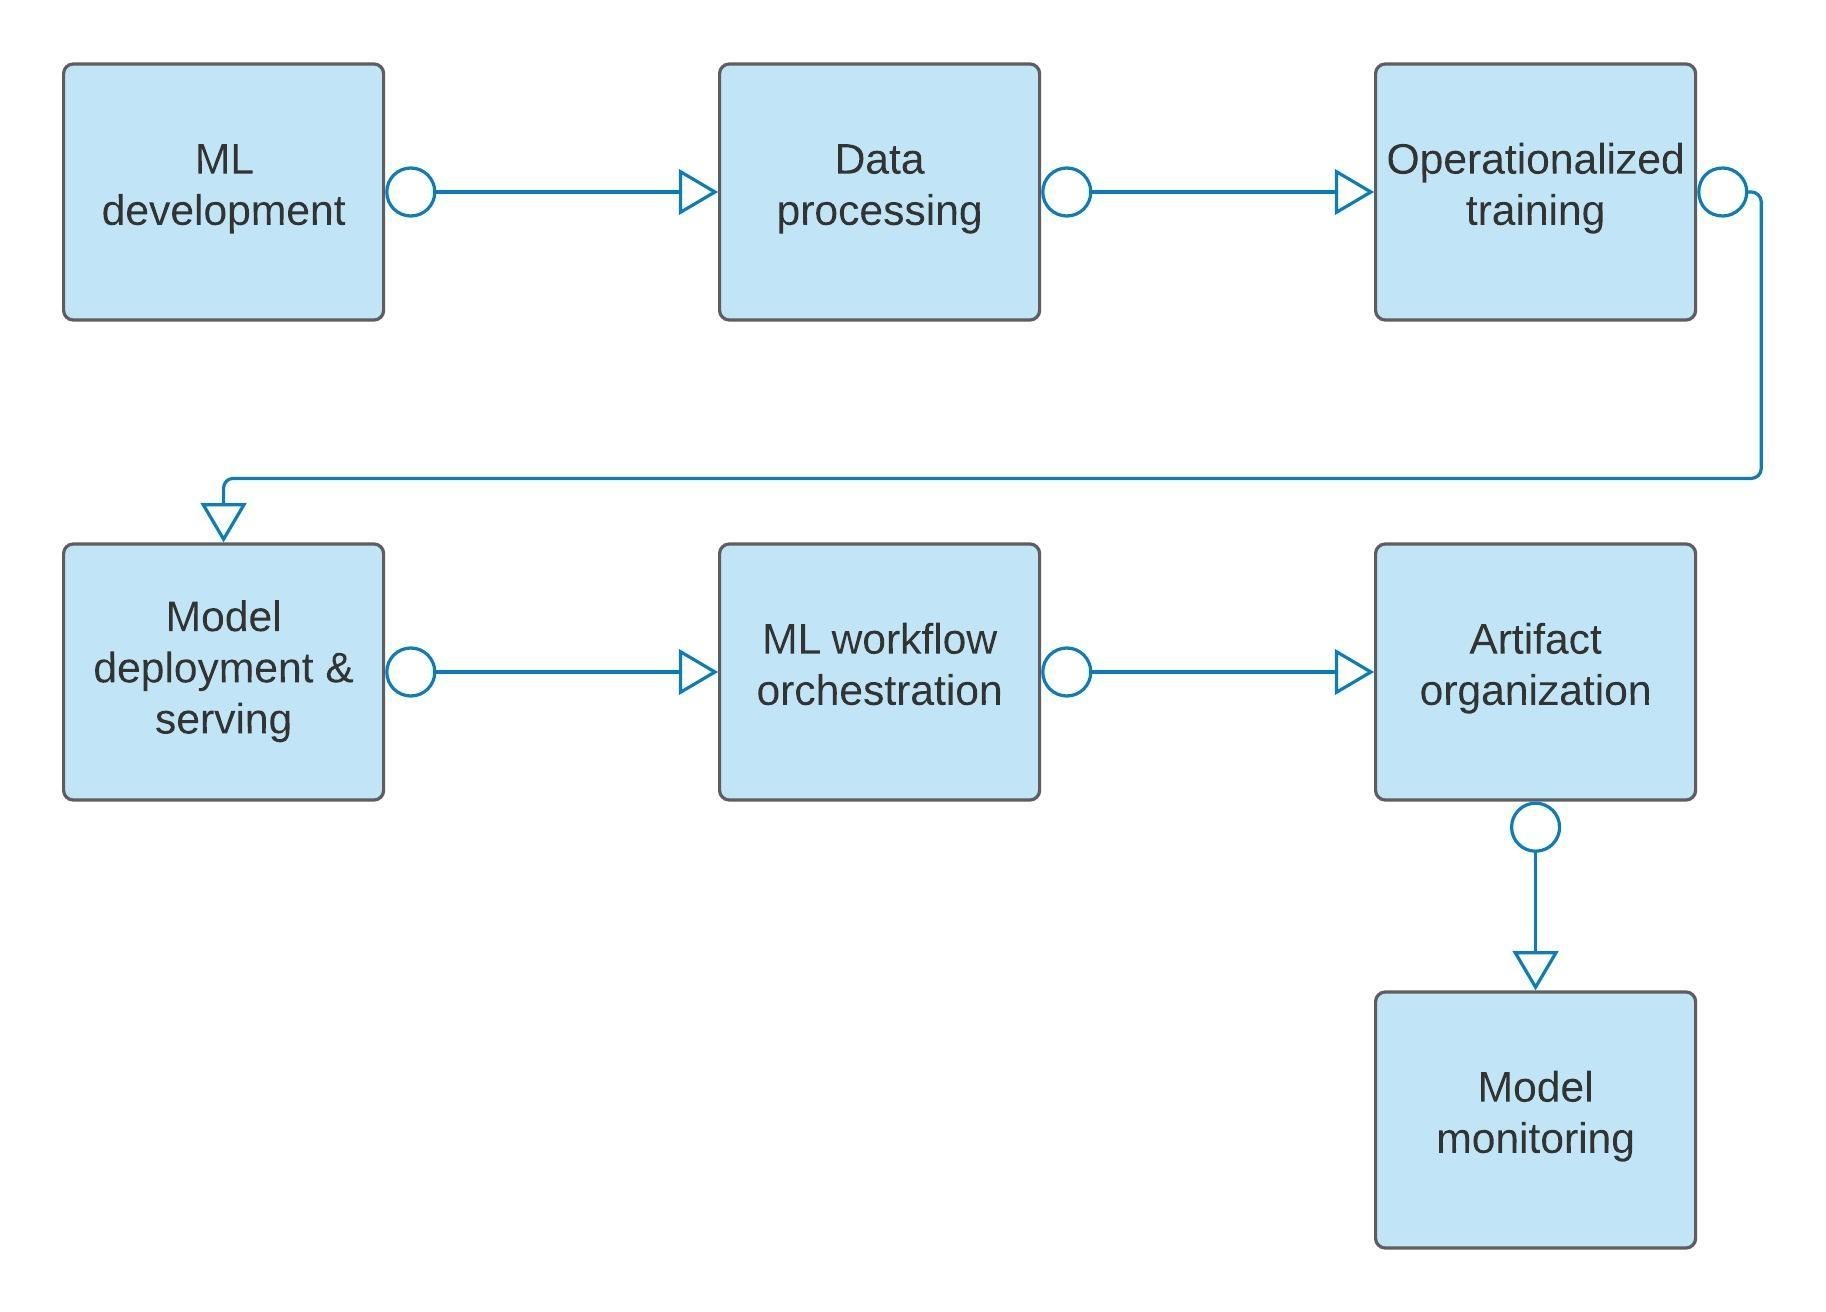 ML
development
Data
processing
Operationalized
training
Model
deployment &
serving
ML workflow
orchestration
Artifact
organization
Model
monitoring